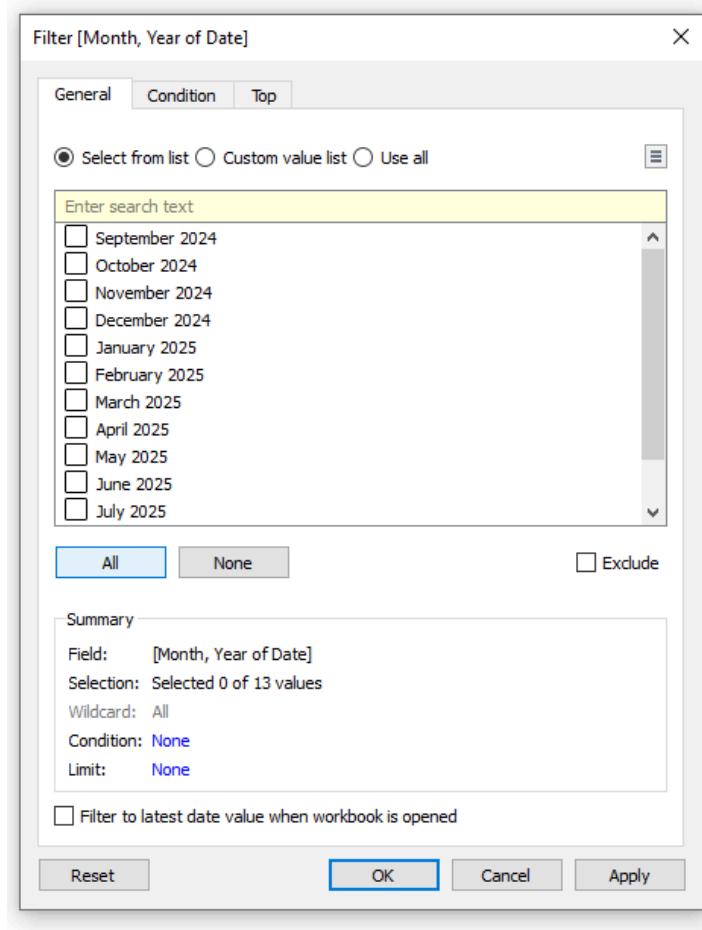 Filter [Month, Year of Date]
General Condition Top
Select from list Custom value list Use all
Enter search text
September 2024
October 2024
November 2024
December 2024
January 2025
February 2025
March 2025
April 2025
May 2025
June 2025
July 2025
All None Exclude
Summary
Field: [Month, Year of Date]
Selection: Selected 0 of 13 values
Wildcard: All
Condition: None
Limit: None
Filter to latest date value when workbook is opened
Reset OK Cancel Apply